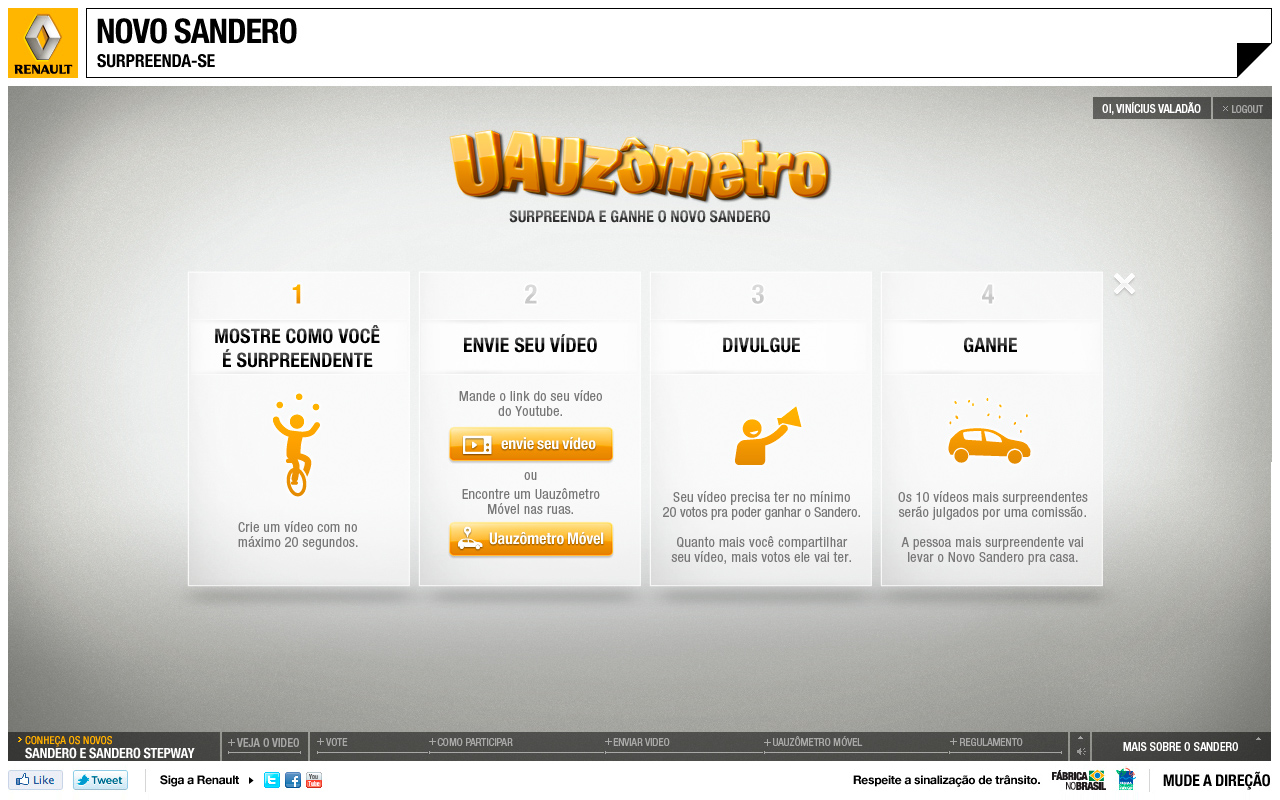 RENAULT
NOVO SANDERO
SURPREENDA-SE
OI, VINÍCIUS VALADÃO
LOGOUT
UAUzômetro
SURPREENDA E GANHE O NOVO SANDERO
1
MOSTRE COMO VOCÊ
É SURPREENDENTE
Crie um vídeo com no
máximo 20 segundos.
2
ENVIE SEU VÍDEO
Mande o link do seu vídeo
do Youtube.
envie seu vídeo
ou
Encontre um Uauzômetro
Móvel nas ruas.
Uauzômetro Móvel
3
DIVULGUE
Seu vídeo precisa ter no mínimo
20 votos pra poder ganhar o Sandero.
Quanto mais você compartilhar
seu vídeo, mais votos ele vai ter.
4
GANHE
Os 10 vídeos mais surpreendentes
serão julgados por uma comissão.
A pessoa mais surpreendente vai
levar o Novo Sandero pra casa.
CONHEÇA OS NOVOS
SANDERO E SANDERO STEPWAY
+ VEJA O VIDEO
+ VOTE
+ COMO PARTICIPAR
+ ENVIAR VIDEO
+ UAUZÔMETRO MÓVEL
+ REGULAMENTO
MAIS SOBRE O SANDERO
Like
Tweet
Siga a Renault
You Tube
Respeite a sinalização de trânsito.
FÁBRICA
NO BRASIL
MUDE A DIREÇÃO